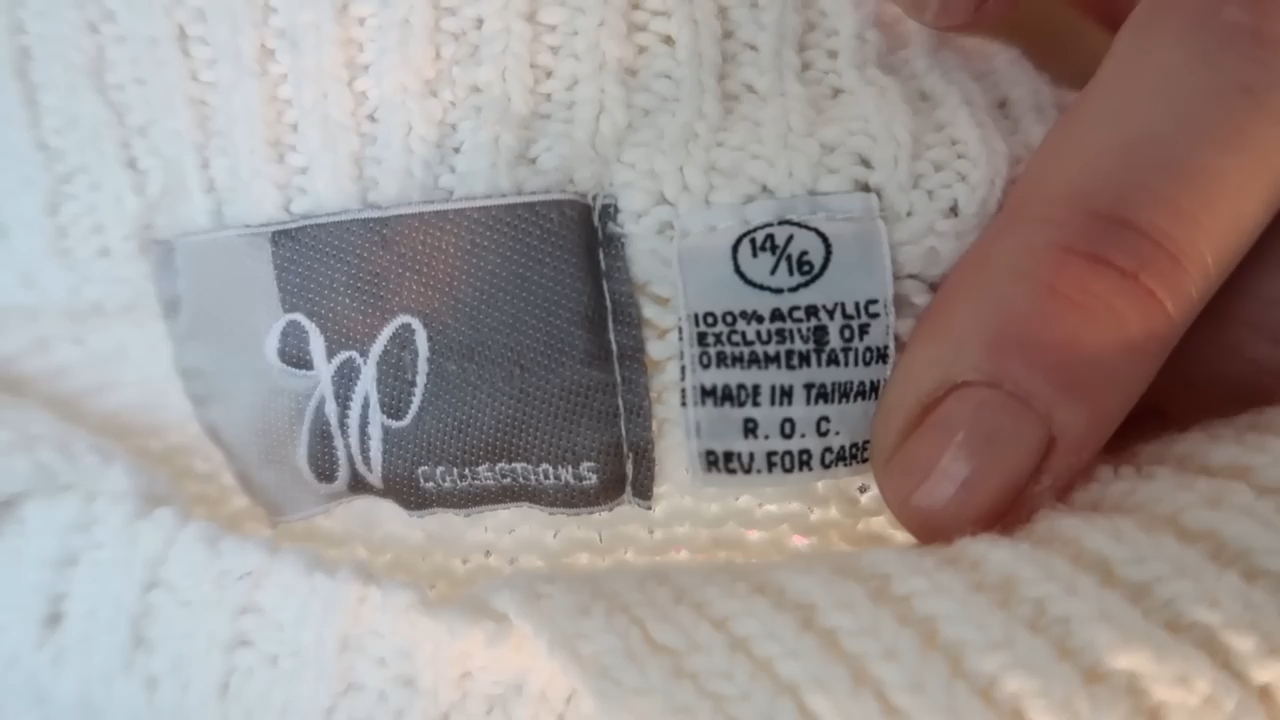 COLLECTIONS
14/16
100% ACRYLIC
EXCLUSIVE OF
ORNAMENTATION
MADE IN TAIWAN
R.O.C.
REV. FOR CARE